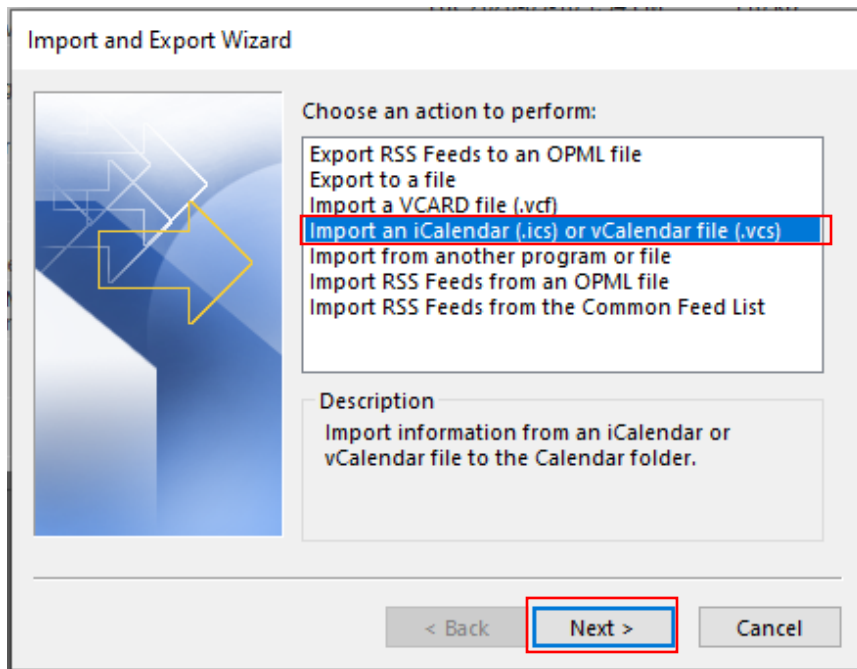 Import and Export Wizard
Choose an action to perform:
Export RSS Feeds to an OPML file
Export to a file
Import a VCARD file (.vcf)
Import an iCalendar (.ics) or vCalendar file (.vcs)
Import from another program or file
Import RSS Feeds from an OPML file
Import RSS Feeds from the Common Feed List
Description
Import information from an iCalendar or
vCalendar file to the Calendar folder.
< Back
Next >
Cancel